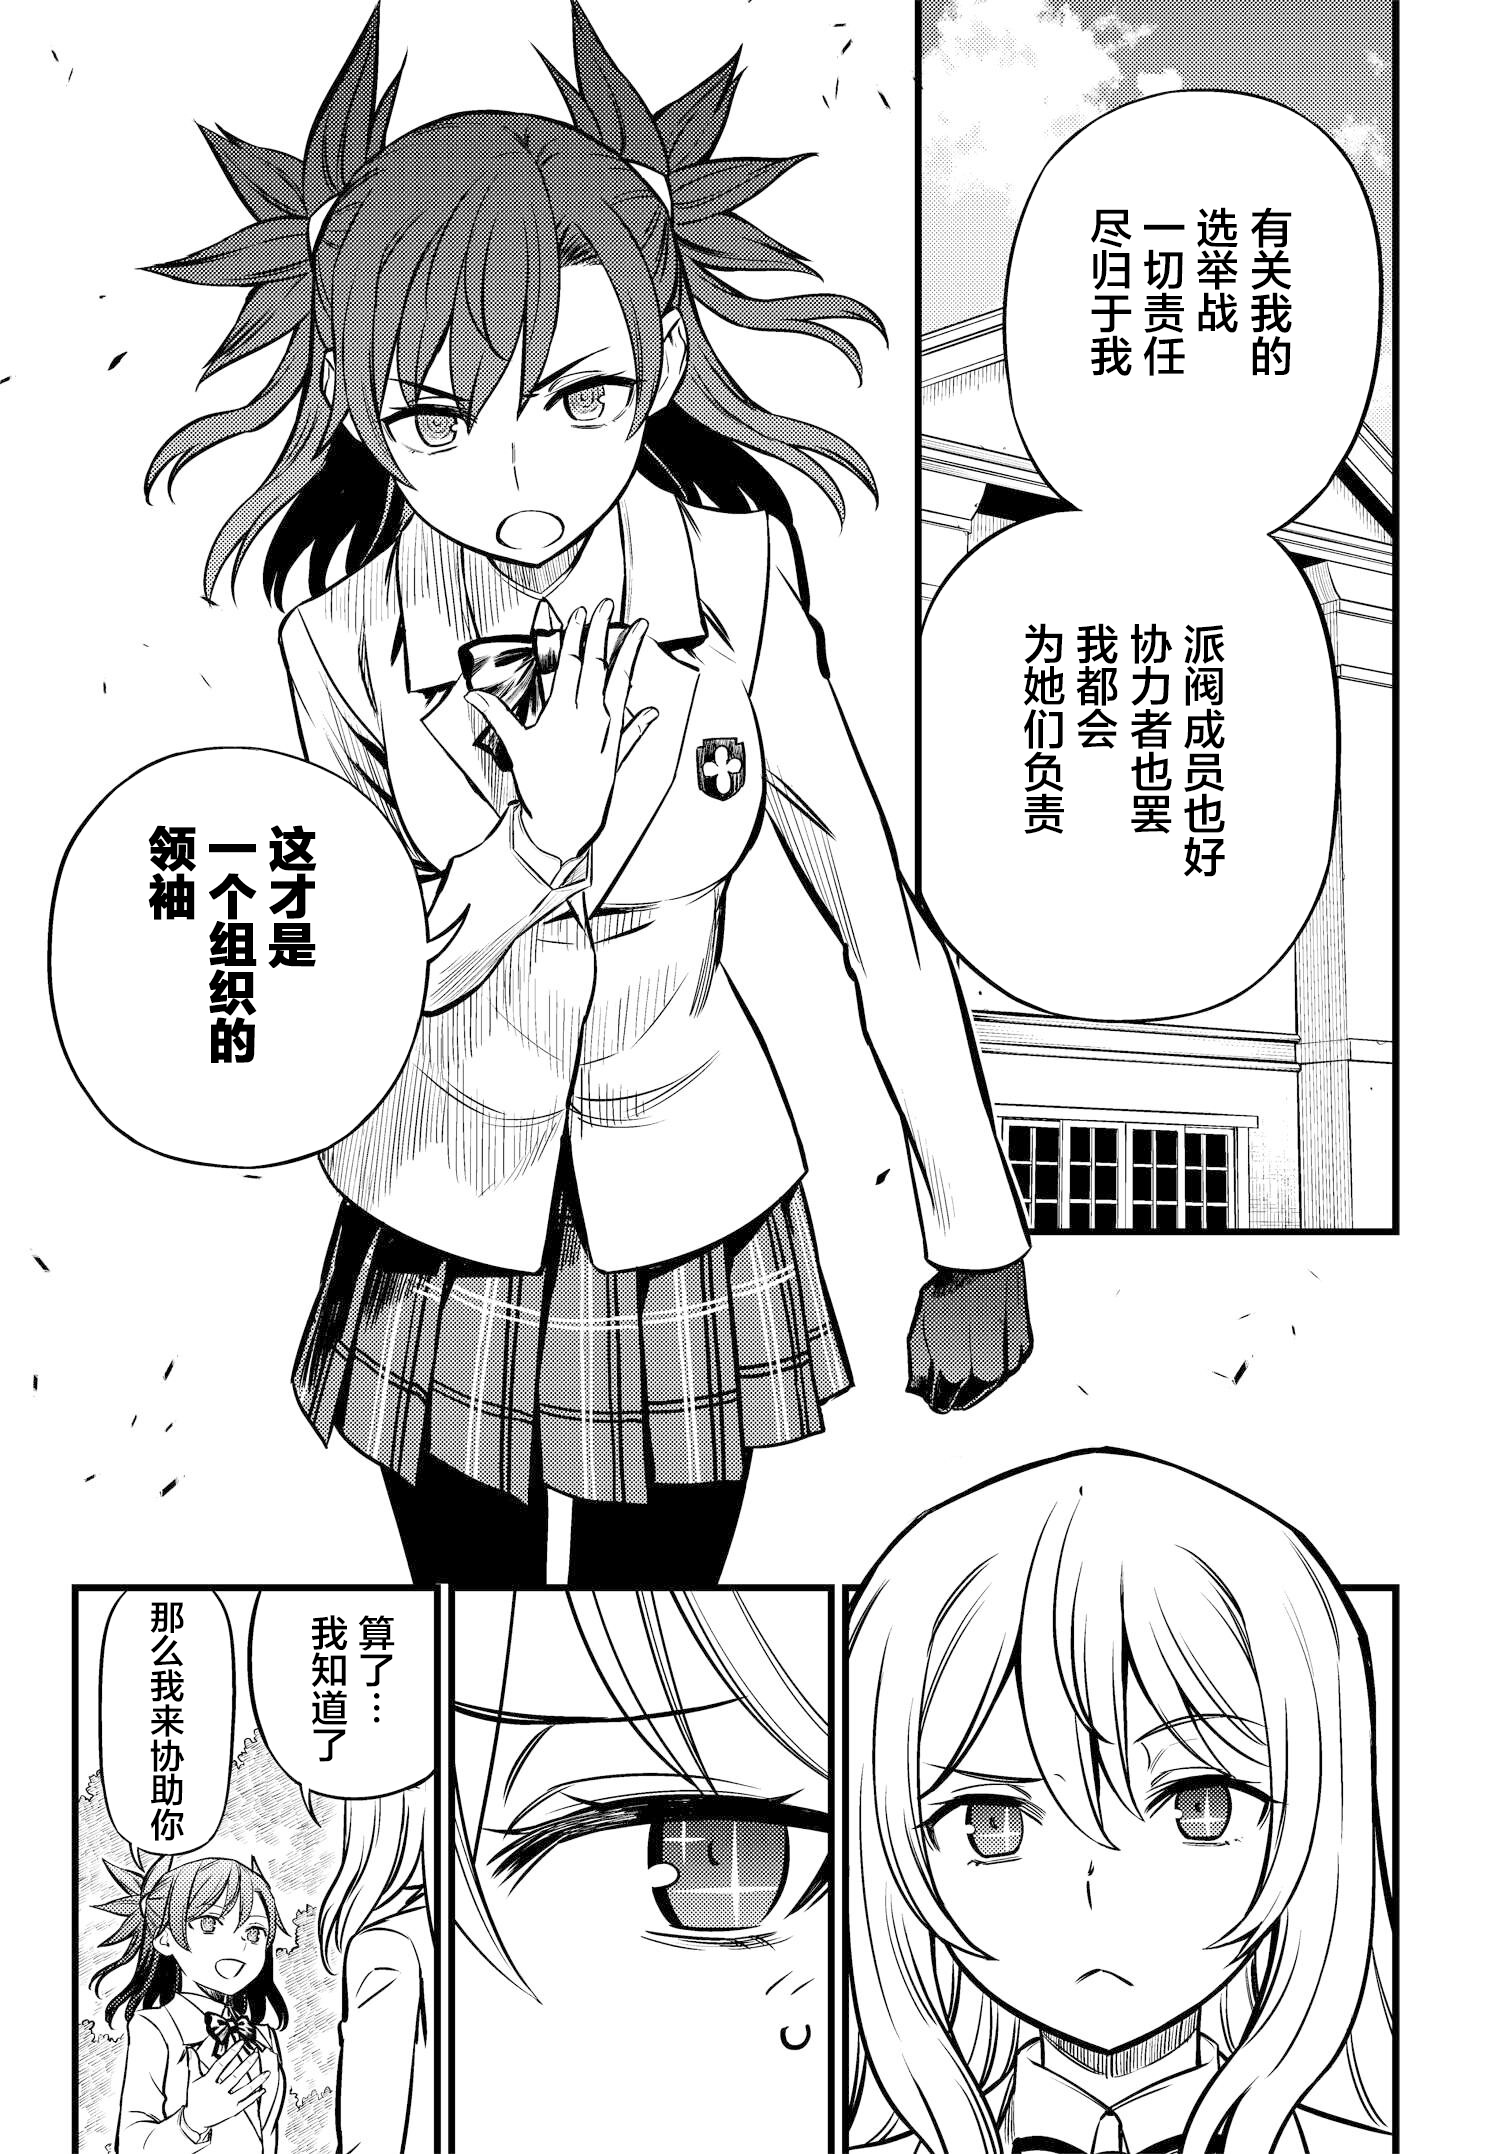 有关我的
选举战
一切责任
尽归于我
派阀成员也好
协力者也罢
我都会
为她们负责
这才是
一个组织的
领袖
算了…
我知道了
那么我来协助你